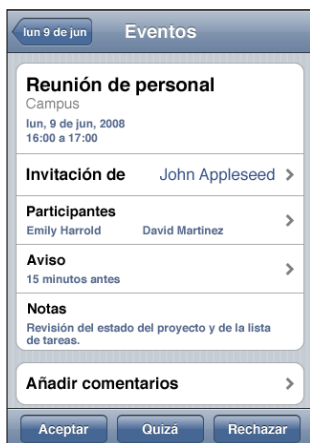 lun 9 de jun Eventos
Reunión de personal
Campus
lun, 9 de jun, 2008
16:00 a 17:00
Invitación de John Appleseed
Participantes
Emily Harrold David Martinez
Aviso
15 minutos antes
Notas
Revisión del estado del proyecto y de la lista
de tareas.
Añadir comentarios
Aceptar Quizá Rechazar